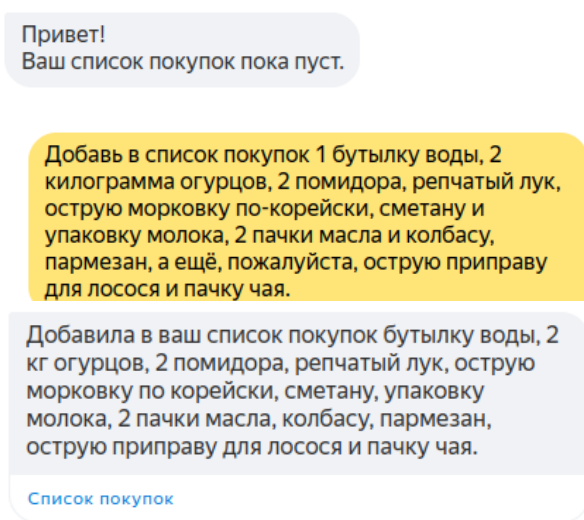 Привет!
Ваш список покупок пока пуст.
Добавь в список покупок 1 бутылку воды, 2
килограмма огурцов, 2 помидора, репчатый лук,
острую морковку по-корейски, сметану и
упаковку молока, 2 пачки масла и колбасу,
пармезан, а ещё, пожалуйста, острую приправу
для лосося и пачку чая.
Добавила в ваш список покупок бутылку воды, 2
кг огурцов, 2 помидора, репчатый лук, острую
морковку по корейски, сметану, упаковку
молока, 2 пачки масла, колбасу, пармезан,
острую приправу для лосося и пачку чая.
Список покупок